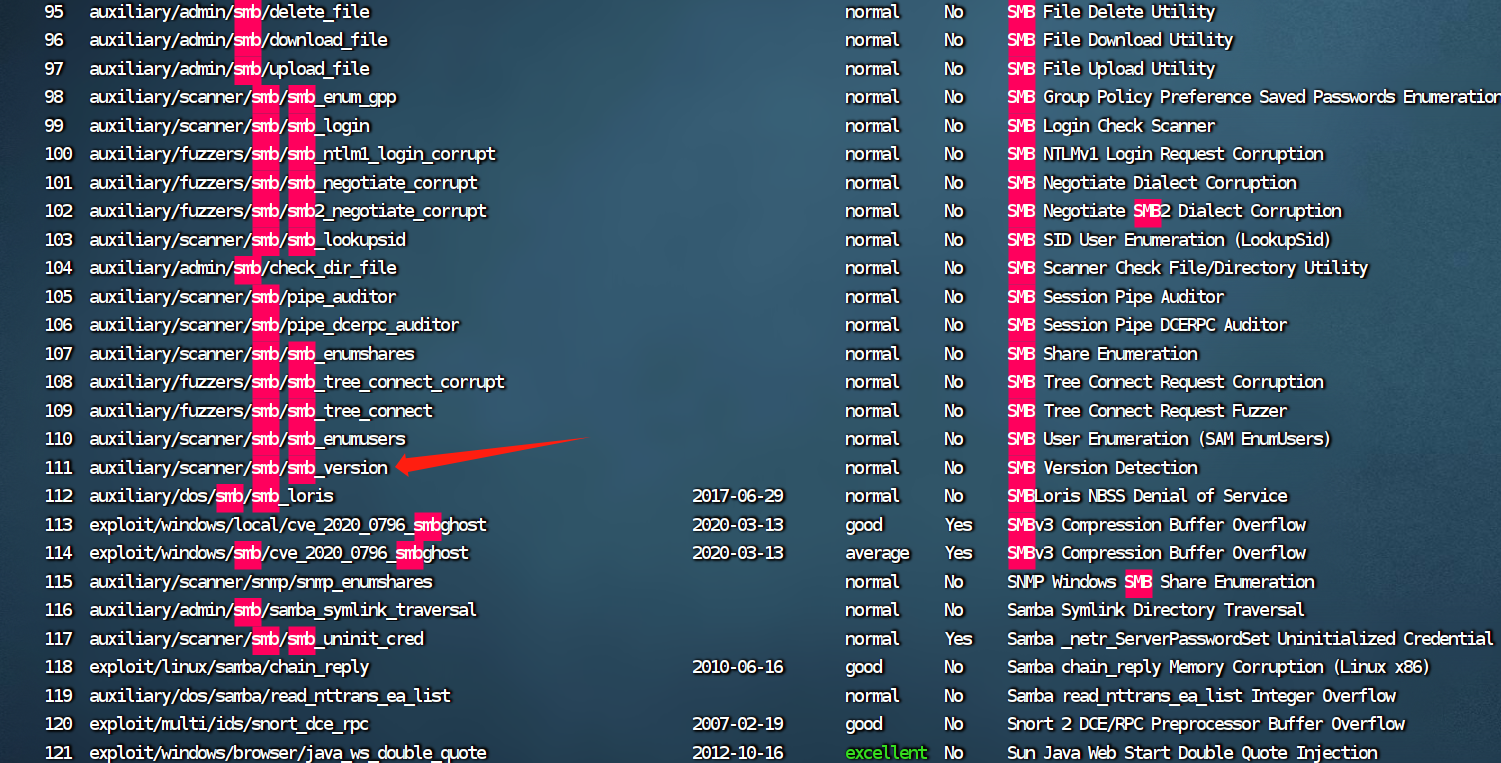 95 auxiliary/admin/smb/delete_file normal No SMB File Delete Utility
96 auxiliary/admin/smb/download_file normal No SMB File Download Utility
97 auxiliary/admin/smb/upload_file normal No SMB File Upload Utility
98 auxiliary/scanner/smb/smb_enum_gpp normal No SMB Group Policy Preference Saved Passwords Enumeration
99 auxiliary/scanner/smb/smb_login normal No SMB Login Check Scanner
100 auxiliary/fuzzers/smb/smb_ntlm1_login_corrupt normal No SMB NTLMv1 Login Request Corruption
101 auxiliary/fuzzers/smb/smb_negotiate_corrupt normal No SMB Negotiate Dialect Corruption
102 auxiliary/fuzzers/smb/smb2_negotiate_corrupt normal No SMB Negotiate SMB2 Dialect Corruption
103 auxiliary/scanner/smb/smb_lookupsid normal No SMB SID User Enumeration (LookupSid)
104 auxiliary/admin/smb/check_dir_file normal No SMB Scanner Check File/Directory Utility
105 auxiliary/scanner/smb/pipe_auditor normal No SMB Session Pipe Auditor
106 auxiliary/scanner/smb/pipe_dcerpc_auditor normal No SMB Session Pipe DCERPC Auditor
107 auxiliary/scanner/smb/smb_enumshares normal No SMB Share Enumeration
108 auxiliary/fuzzers/smb/smb_tree_connect_corrupt normal No SMB Tree Connect Request Corruption
109 auxiliary/fuzzers/smb/smb_tree_connect normal No SMB Tree Connect Request Fuzzer
110 auxiliary/scanner/smb/smb_enumusers normal No SMB User Enumeration (SAM EnumUsers)
111 auxiliary/scanner/smb/smb_version normal No SMB Version Detection
112 auxiliary/dos/smb/smb_loris 2017-06-29 normal No SMBLoris NBSS Denial of Service
113 exploit/windows/local/cve_2020_0796_smbghost 2020-03-13 good Yes SMBv3 Compression Buffer Overflow
114 exploit/windows/smb/cve_2020_0796_smbghost 2020-03-13 average Yes SMBv3 Compression Buffer Overflow
115 auxiliary/scanner/snmp/snmp_enumshares normal No SNMP Windows SMB Share Enumeration
116 auxiliary/admin/smb/samba_symlink_traversal normal No Samba Symlink Directory Traversal
117 auxiliary/scanner/smb/smb_uninit_cred normal Yes Samba _netr_ServerPasswordSet Uninitialized Credential
118 exploit/linux/samba/chain_reply 2010-06-16 good No Samba chain_reply Memory Corruption (Linux x86)
119 auxiliary/dos/samba/read_nttrans_ea_list normal No Samba read_nttrans_ea_list Integer Overflow
120 exploit/multi/ids/snort_dce_rpc 2007-02-19 good No Snort 2 DCE/RPC Preprocessor Buffer Overflow
121 exploit/windows/browser/java_ws_double_quote 2012-10-16 excellent No Sun Java Web Start Double Quote Injection